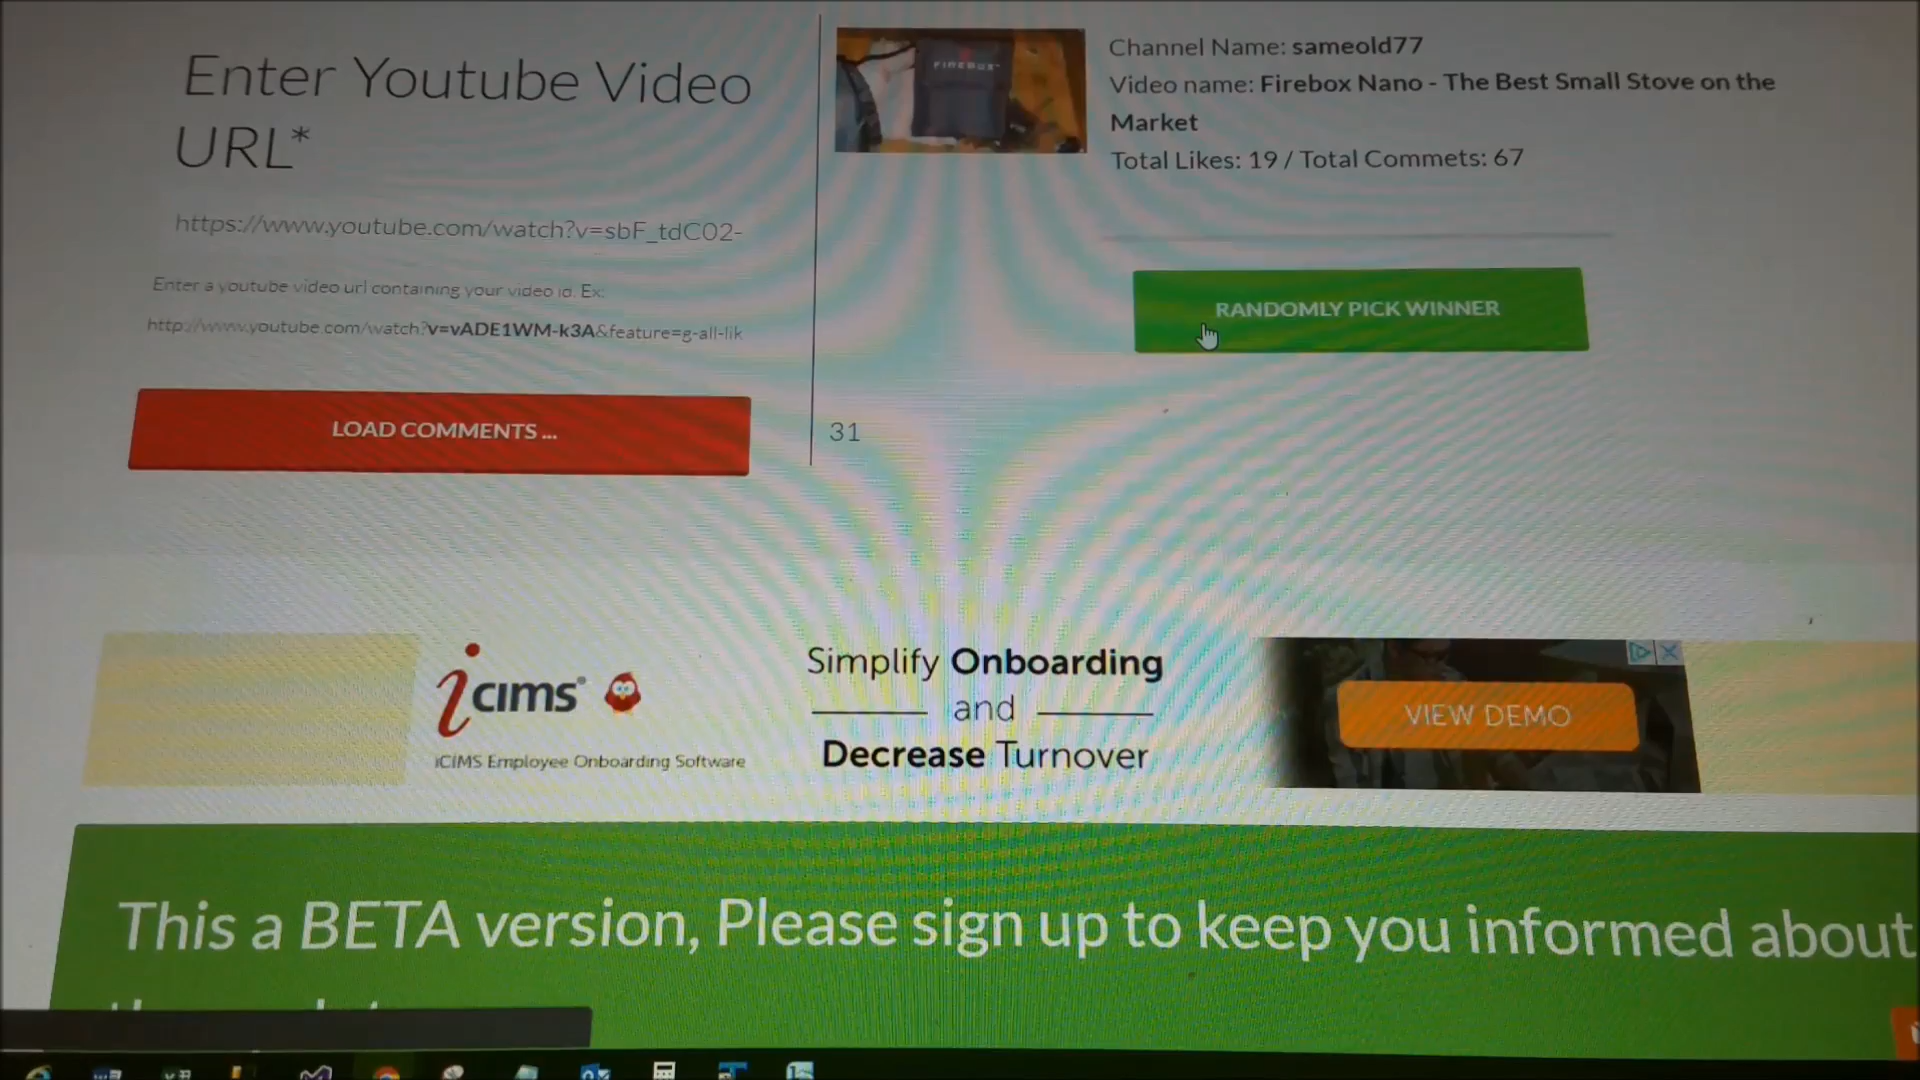 Enter Youtube Video
URL*
https://www.youtube.com/watch?v=sbF_tdC02-
Enter a youtube video url containing your video id. Ex:
http://www.youtube.com/watch?v=vADE1WM-k3A&feature=g-all-lik
LOAD COMMENTS ...
FIREBOX
Channel Name: sameold77
Video name: Firebox Nano - The Best Small Stove on the
Market
Total Likes: 19 / Total Commets: 67
RANDOMLY PICK WINNER
31
iCIMS
iCIMS Employee Onboarding Software
Simplify Onboarding
and
Decrease Turnover
VIEW DEMO
This a BETA version, Please sign up to keep you informed about